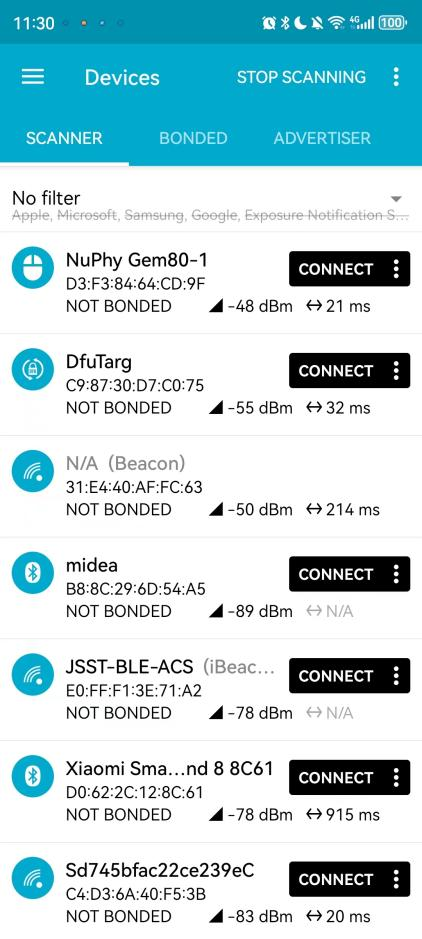 11:30
4G
100
Devices
STOP SCANNING
SCANNER
BONDED
ADVERTISER
No filter
Apple, Microsoft, Samsung, Google, Exposure Notification S...
NuPhy Gem80-1
CONNECT
D3:F3:84:64:CD:9F
NOT BONDED
-48 dBm
21 ms
DfuTarg
CONNECT
C9:87:30:D7:C0:75
NOT BONDED
-55 dBm
32 ms
N/A (Beacon)
31:E4:40:AF:FC:63
NOT BONDED
-50 dBm
214 ms
midea
CONNECT
B8:8C:29:6D:54:A5
NOT BONDED
-89 dBm
N/A
JSST-BLE-ACS (iBeac...
CONNECT
E0:FF:F1:3E:71:A2
NOT BONDED
-78 dBm
N/A
Xiaomi Sma...nd 8 8C61
CONNECT
D0:62:2C:12:8C:61
NOT BONDED
-78 dBm
915 ms
Sd745bfac22ce239eC
CONNECT
C4:D3:6A:40:F5:3B
NOT BONDED
-83 dBm
20 ms